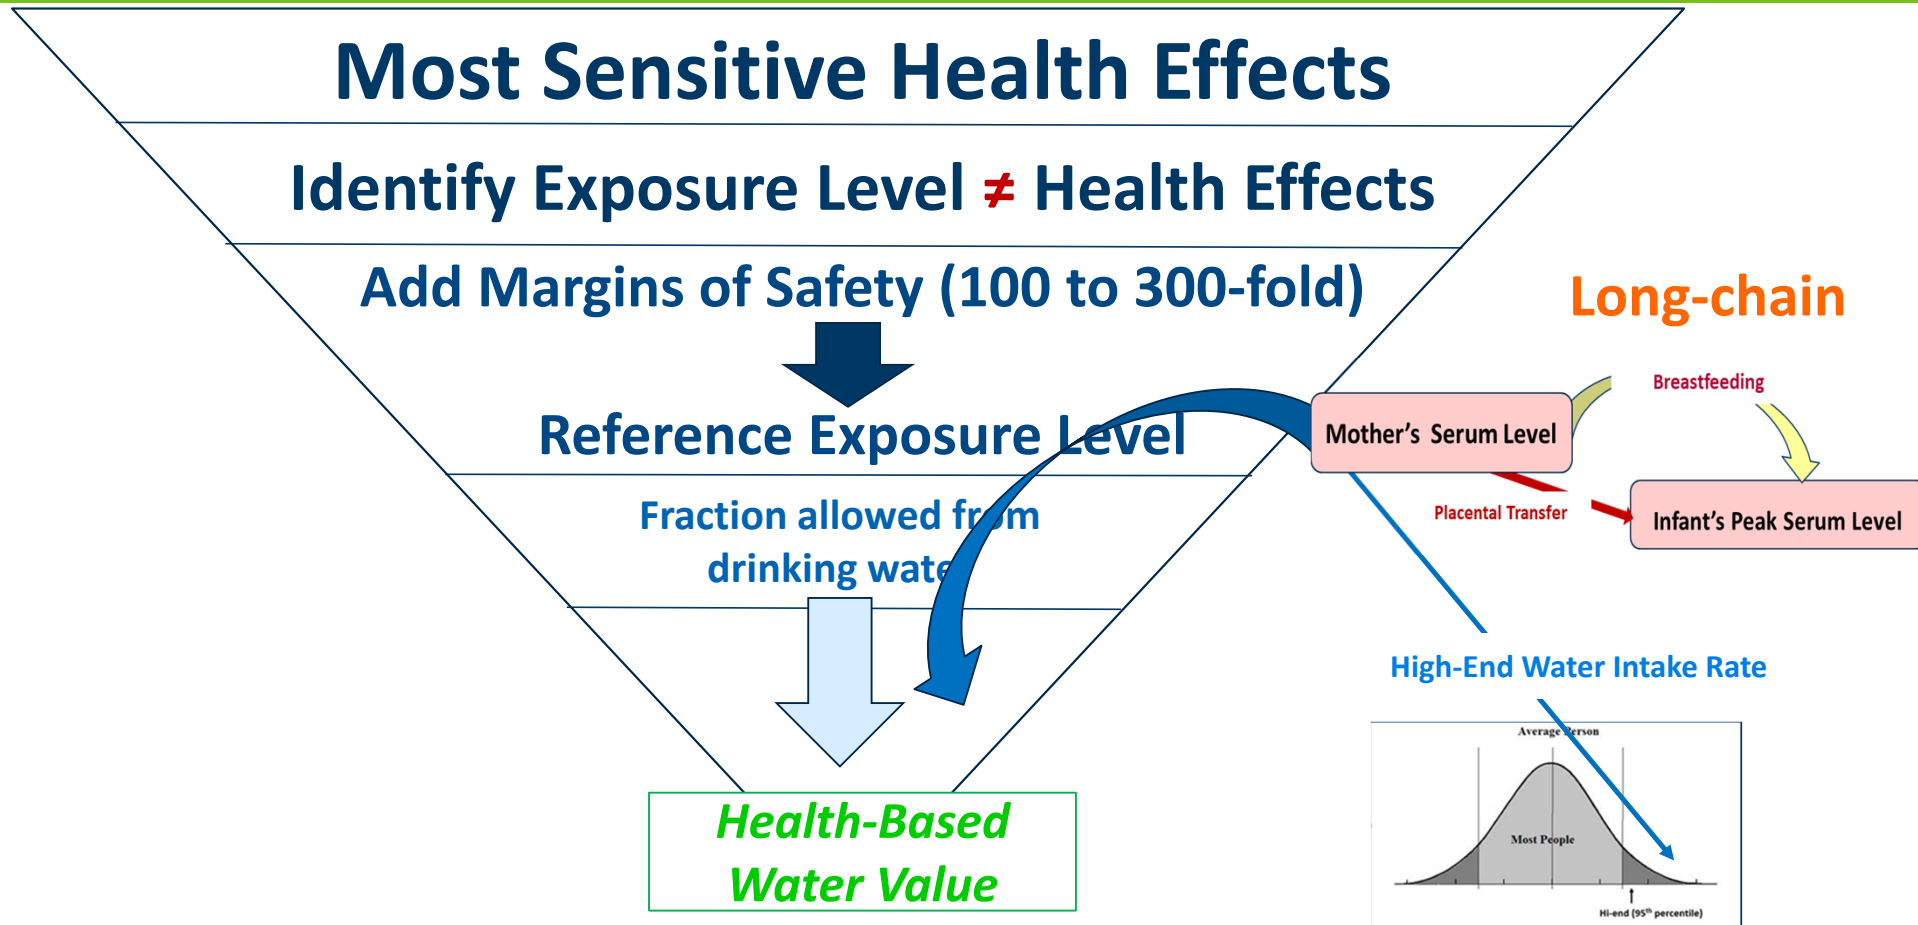 Most Sensitive Health Effects
Identify Exposure Level ≠ Health Effects
Add Margins of Safety (100 to 300-fold)
Reference Exposure Level
Fraction allowed from
drinking water
Health-Based
Water Value
Long-chain
Breastfeeding
Mother's Serum Level
Placental Transfer
Infant's Peak Serum Level
High-End Water Intake Rate
Average Person
Most People
Hi-end (95th percentile)